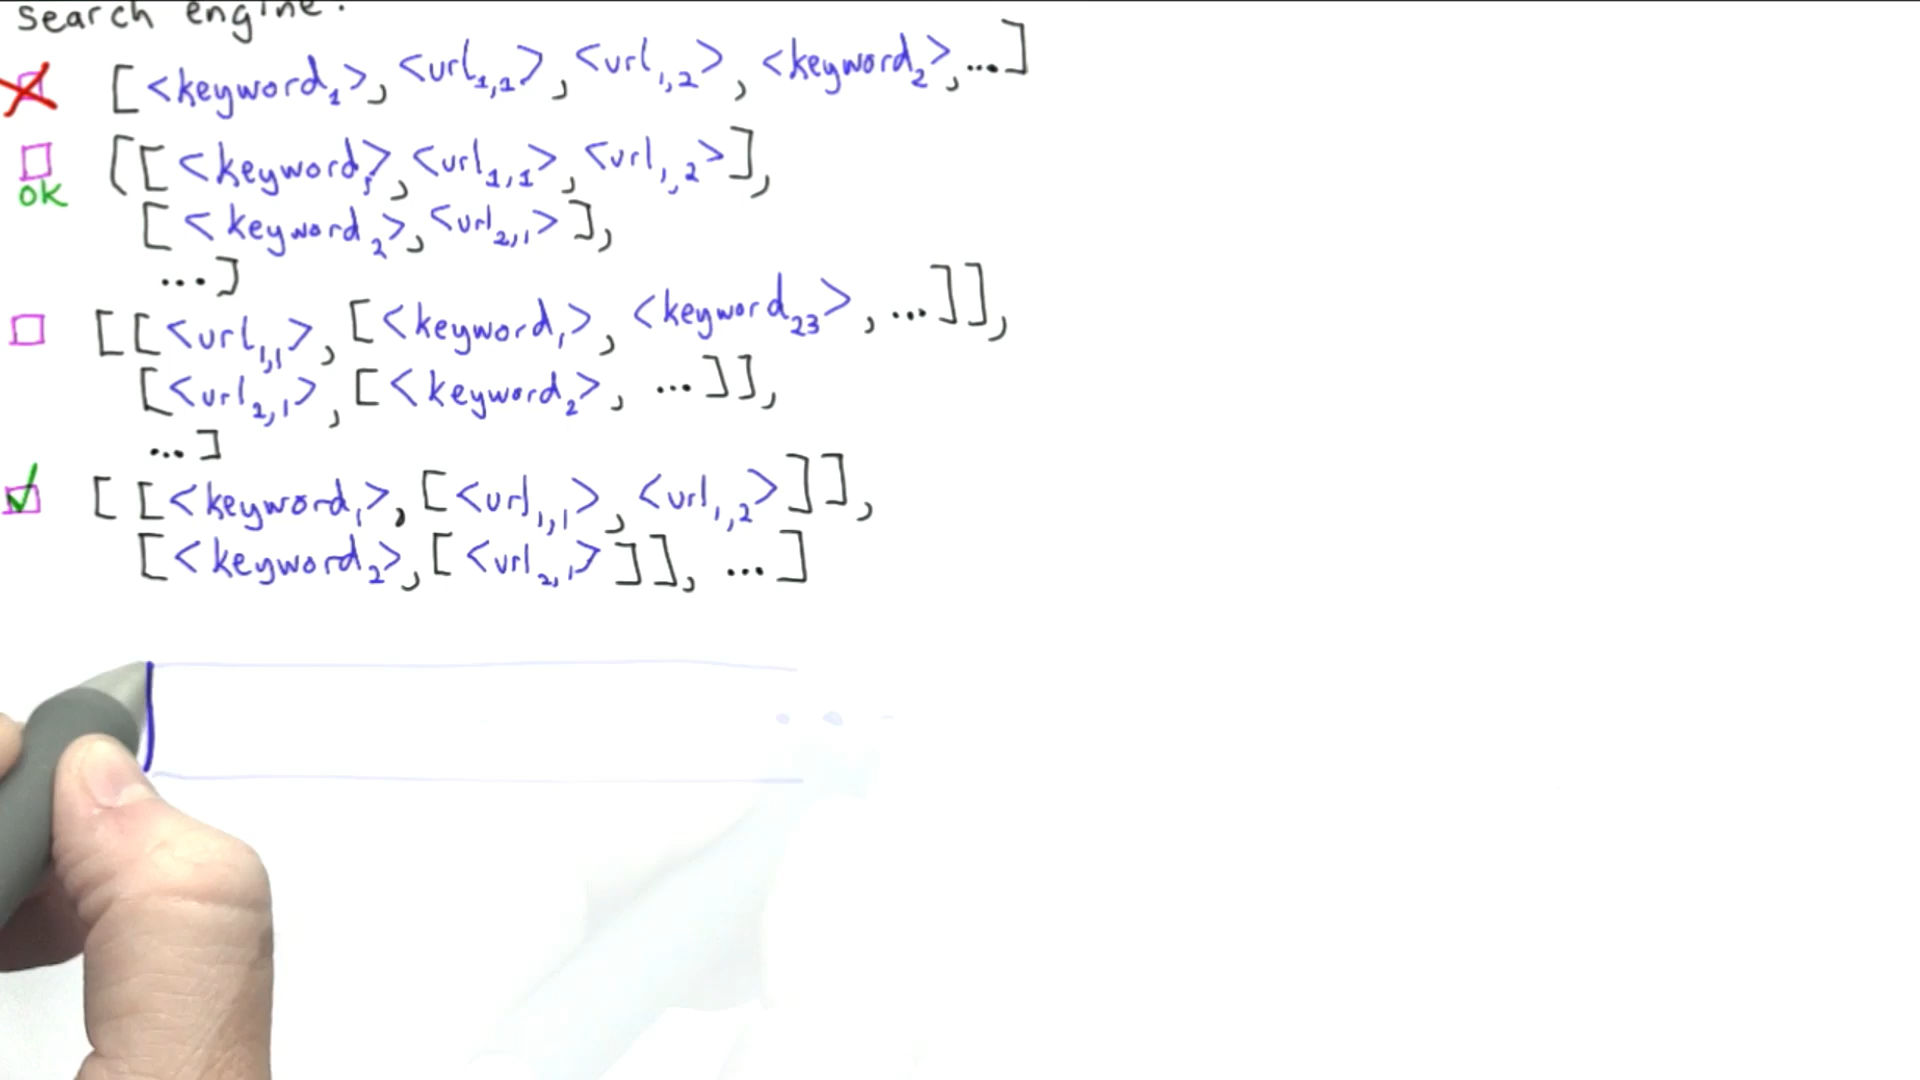 search engine.
[<keyword₁>, <url₁,₁>, <url₁,₂>, <keyword₂>, ...]
[[<keyword₁>, <url₁,₁>, <url₁,₂>],
ok
[<keyword₂>, <url₂,₁>],
...]
[[<url₁,₁>, [<keyword₁>, <keyword₂₃>, ...]],
[<url₂,₁>, [<keyword₂>, ...]],
...]
[[<keyword₁>, [<url₁,₁>, <url₁,₂>]],
[<keyword₂>, [<url₂,₁>]], ...]